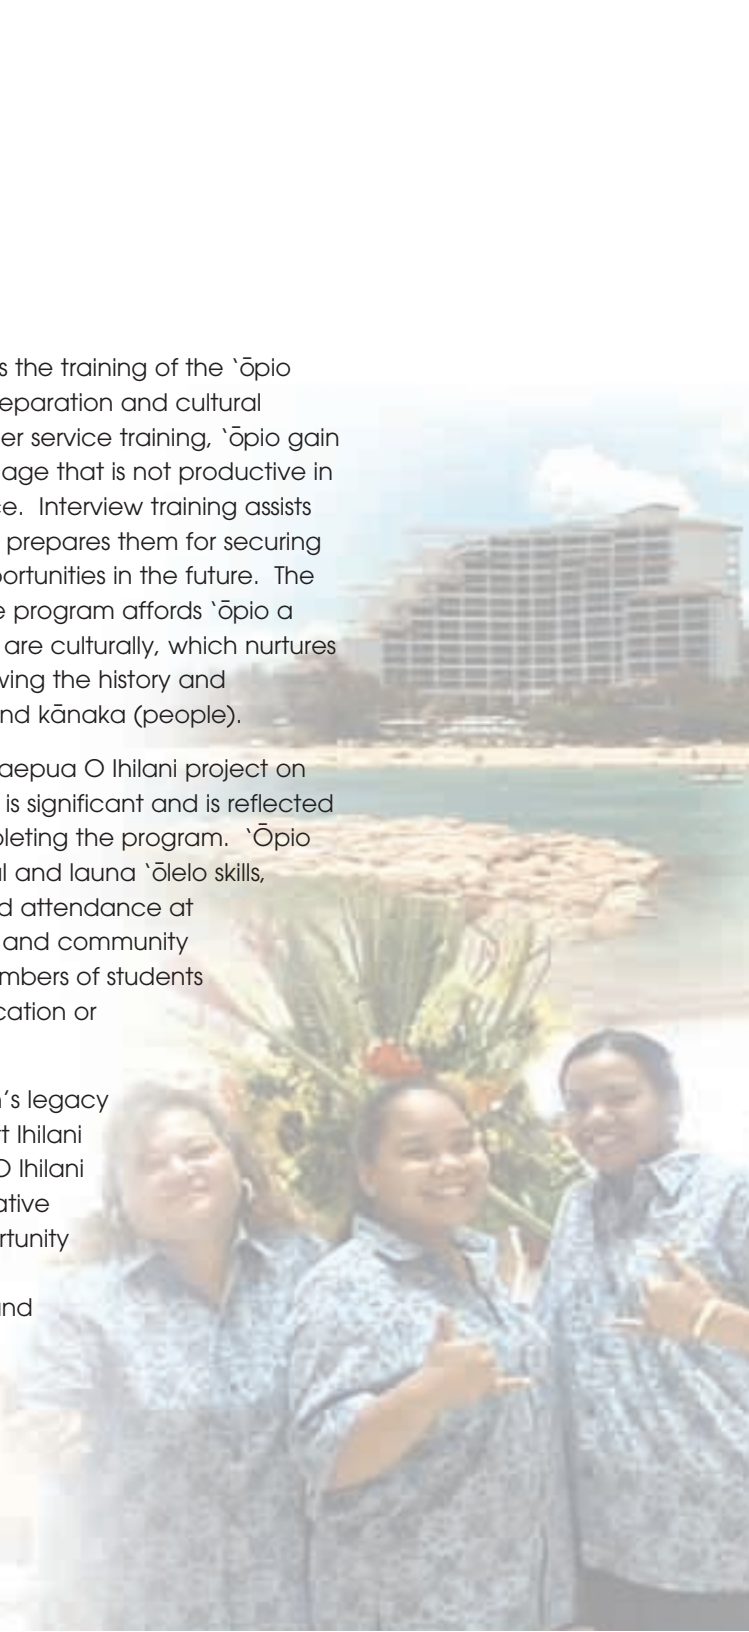 s the training of the ‘ōpio
eparation and cultural
er service training, ‘ōpio gain
age that is not productive in
e. Interview training assists
prepares them for securing
portunities in the future. The
e program affords ‘ōpio a
are culturally, which nurtures
wing the history and
nd kānaka (people).
aepua O Ihilani project on
is significant and is reflected
pleting the program. ‘Ōpio
l and launa ‘ōlelo skills,
d attendance at
and community
mbers of students
cation or
’s legacy
t Ihilani
O Ihilani
ative
rtunity
nd